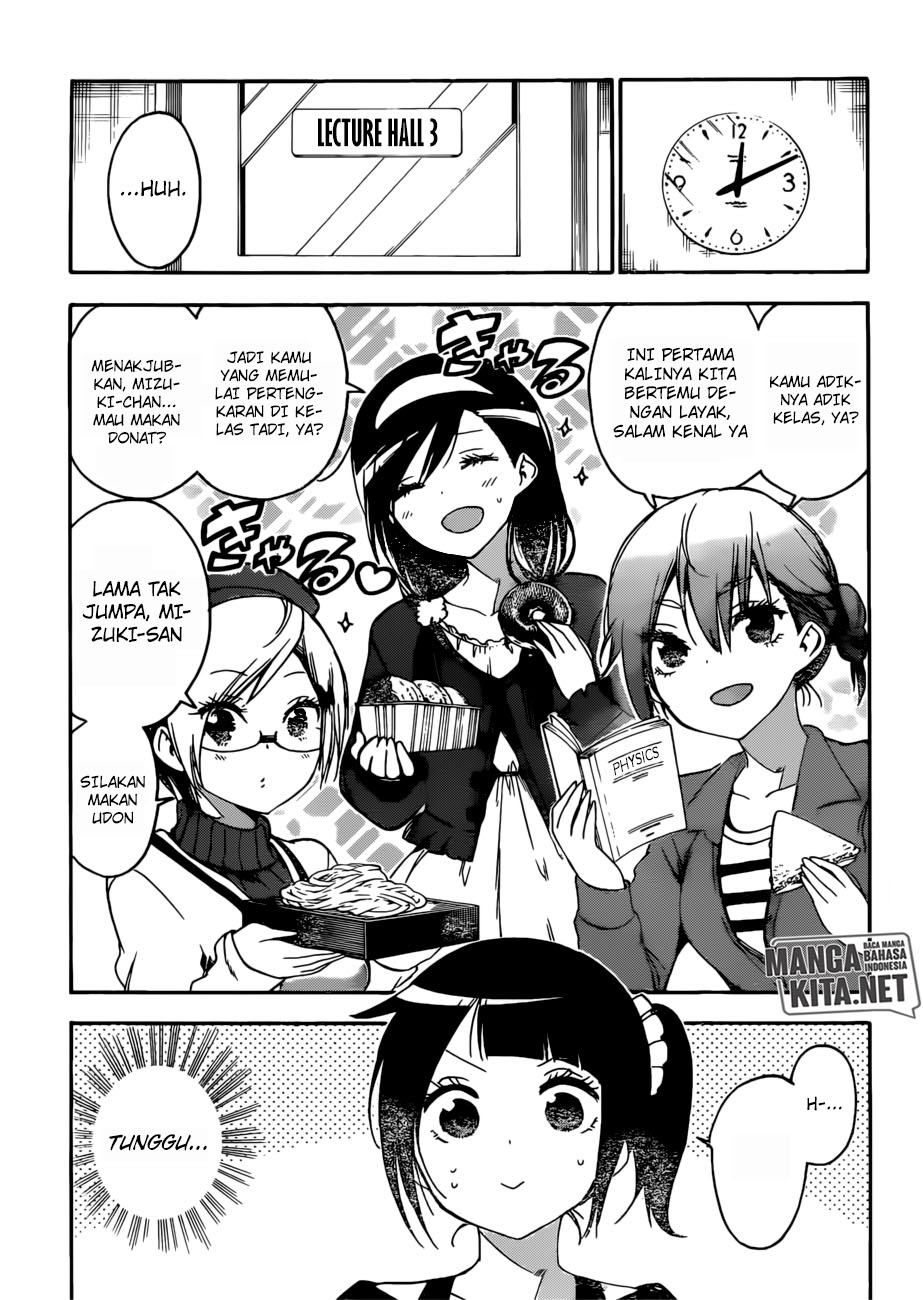 12
3
6
9
LECTURE HALL 3
...HUH.
KAMU ADIK-
NYA ADIK
KELAS, YA?
INI PERTAMA
KALINYA KITA
BERTEMU DE-
NGAN LAYAK,
SALAM KENAL YA
JADI KAMU
YANG MEMU-
LAI PERTENG-
KARAN DI KE-
LAS TADI, YA?
MENAKJUB-
KAN, MIZU-
KI-CHAN...
MAU MAKAN
DONAT?
きゃる
きゃる♡
LAMA TAK
JUMPA, MI-
ZUKI-SAN
SILAKAN
MAKAN
UDON
PHYSICS
MANGA
KITA.NET
BACA MANGA
BAHASA
INDONESIA
H-...
TUNGGU...